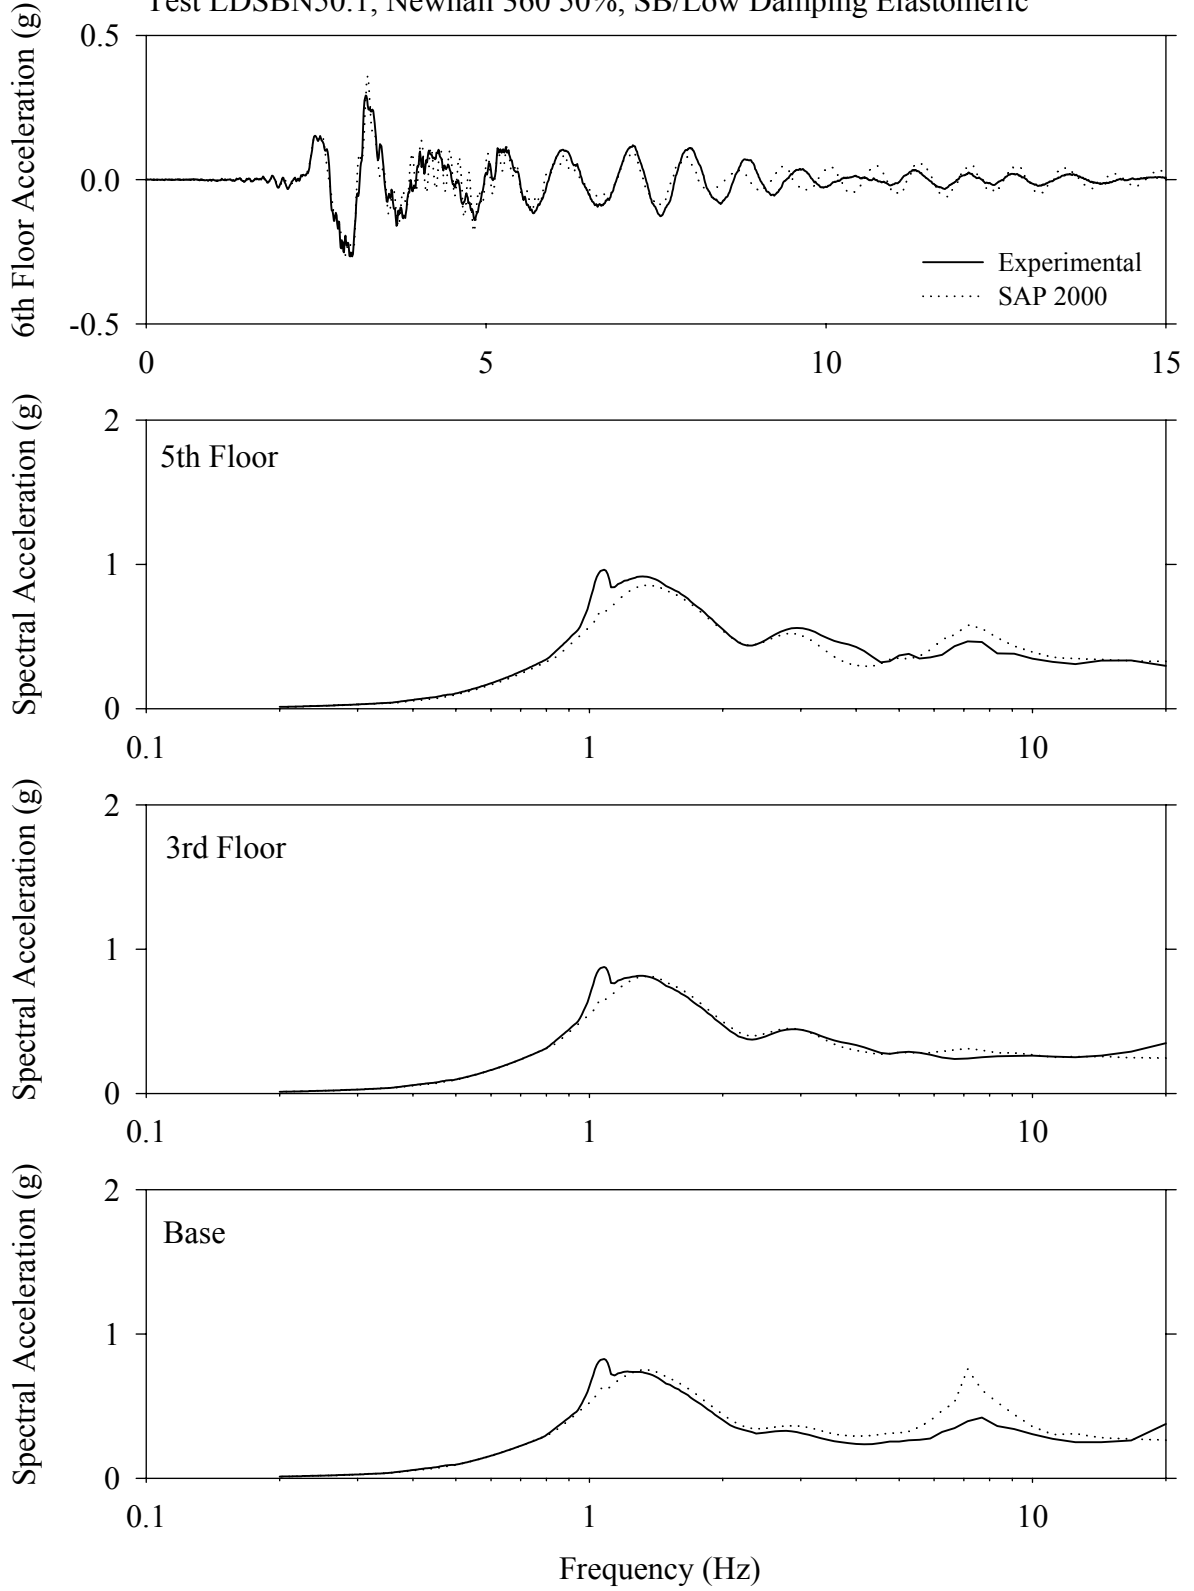 Test LDSBN50.1, Newhall 360 50%, SB/Low Damping Elastomeric
6th Floor Acceleration (g)
0.5
0.0
-0.5
Experimental
SAP 2000
0 5 10 15
Spectral Acceleration (g)
2
1
0
5th Floor
0.1 1 10
Spectral Acceleration (g)
2
1
0
3rd Floor
0.1 1 10
Spectral Acceleration (g)
2
1
0
Base
0.1 1 10
Frequency (Hz)